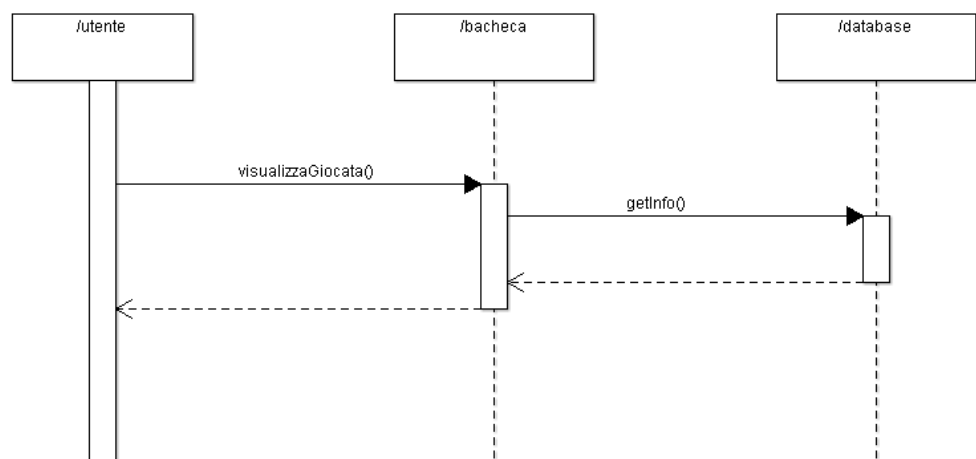 /utente
/bacheca
/database
visualizzaGiocata()
getInfo()